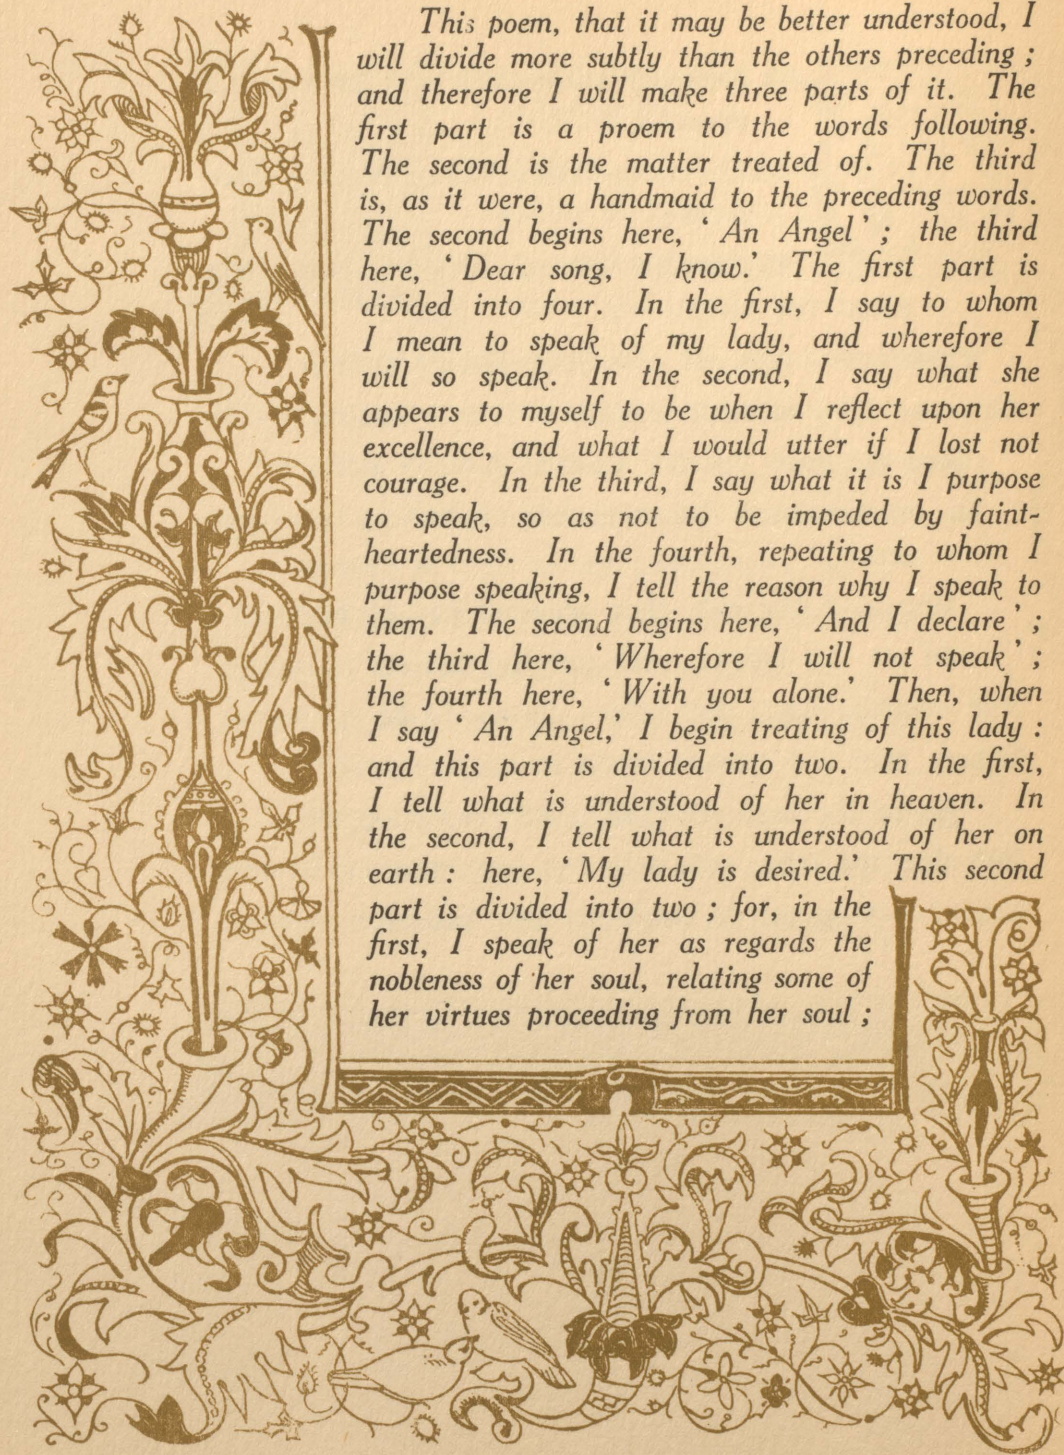 This poem, that it may be better understood, I
will divide more subtly than the others preceding ;
and therefore I will make three parts of it. The
first part is a proem to the words following.
The second is the matter treated of. The third
is, as it were, a handmaid to the preceding words.
The second begins here, ‘ An Angel ’ ; the third
here, ‘ Dear song, I know.’ The first part is
divided into four. In the first, I say to whom
I mean to speak of my lady, and wherefore I
will so speak. In the second, I say what she
appears to myself to be when I reflect upon her
excellence, and what I would utter if I lost not
courage. In the third, I say what it is I purpose
to speak, so as not to be impeded by faint-
heartedness. In the fourth, repeating to whom I
purpose speaking, I tell the reason why I speak to
them. The second begins here, ‘ And I declare ’ ;
the third here, ‘ Wherefore I will not speak ’ ;
the fourth here, ‘ With you alone.’ Then, when
I say ‘ An Angel,’ I begin treating of this lady :
and this part is divided into two. In the first,
I tell what is understood of her in heaven. In
the second, I tell what is understood of her on
earth : here, ‘ My lady is desired.’ This second
part is divided into two ; for, in the
first, I speak of her as regards the
nobleness of her soul, relating some of
her virtues proceeding from her soul ;